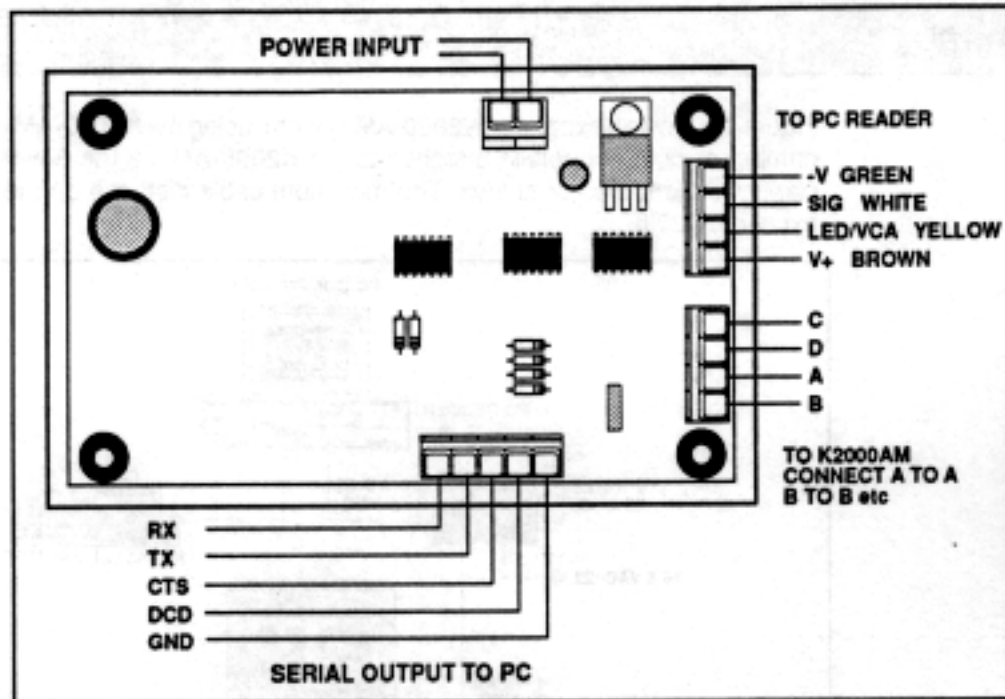 POWER INPUT
TO PC READER
-V GREEN
SIG WHITE
LED/VCA YELLOW
V+ BROWN
C
D
A
B
TO K2000AM
CONNECT A TO A
B TO B etc
RX
TX
CTS
DCD
GND
SERIAL OUTPUT TO PC